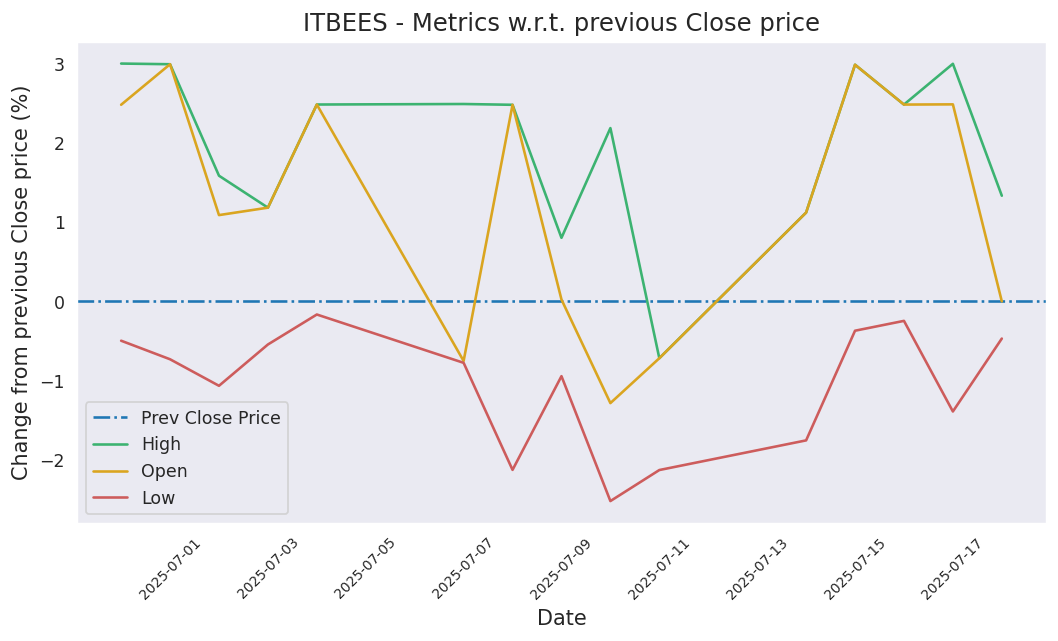 ITBEES - Metrics w.r.t. previous Close price
Change from previous Close price (%)
3
2
1
0
−1
−2
Prev Close Price
High
Open
Low
2025-07-01
2025-07-03
2025-07-05
2025-07-07
2025-07-09
2025-07-11
2025-07-13
2025-07-15
2025-07-17
Date